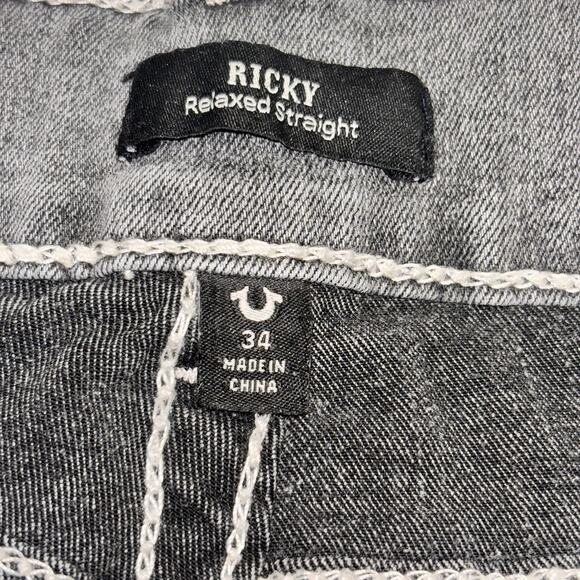 RICKY
Relaxed Straight
34
MADE IN
CHINA